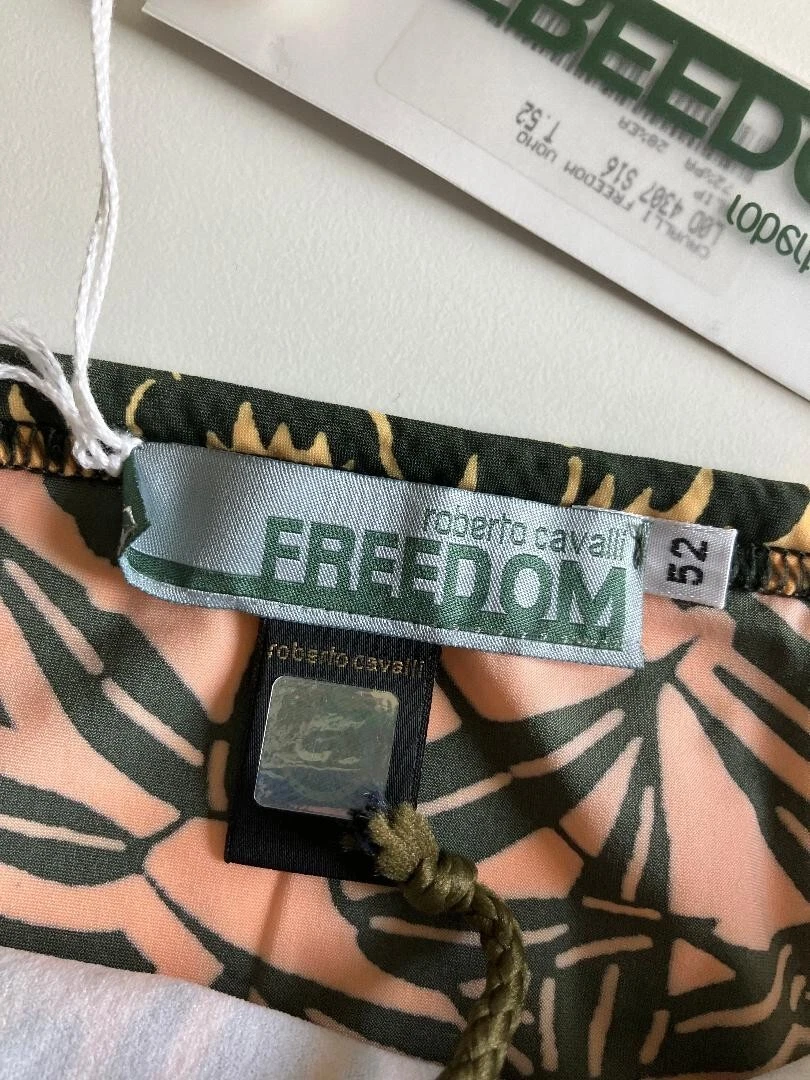 FREEDO
CAVALLI FREEDOM UOMO T.52
L00 4307 S16
roberto cavalli
FREEDOM
52
roberto cavalli